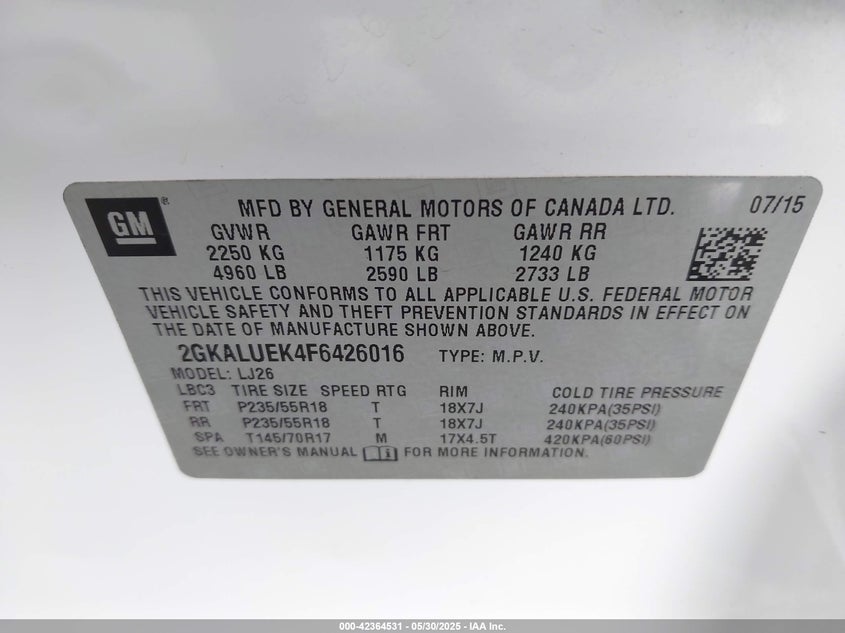 GM®
MFD BY GENERAL MOTORS OF CANADA LTD. 07/15
GVWR GAWR FRT GAWR RR
2250 KG 1175 KG 1240 KG
4960 LB 2590 LB 2733 LB
THIS VEHICLE CONFORMS TO ALL APPLICABLE U.S. FEDERAL MOTOR
VEHICLE SAFETY AND THEFT PREVENTION STANDARDS IN EFFECT ON
THE DATE OF MANUFACTURE SHOWN ABOVE.
2GKALUEK4F6426016 TYPE: M.P.V.
MODEL: LJ26
LBC3 TIRE SIZE SPEED RTG RIM COLD TIRE PRESSURE
FRT P235/55R18 T 18X7J 240KPA(35PSI)
RR P235/55R18 T 18X7J 240KPA(35PSI)
SPA T145/70R17 M 17X4.5T 420KPA(60PSI)
SEE OWNER'S MANUAL FOR MORE INFORMATION.
000-42364531 — 05/30/2025 - IAA Inc.